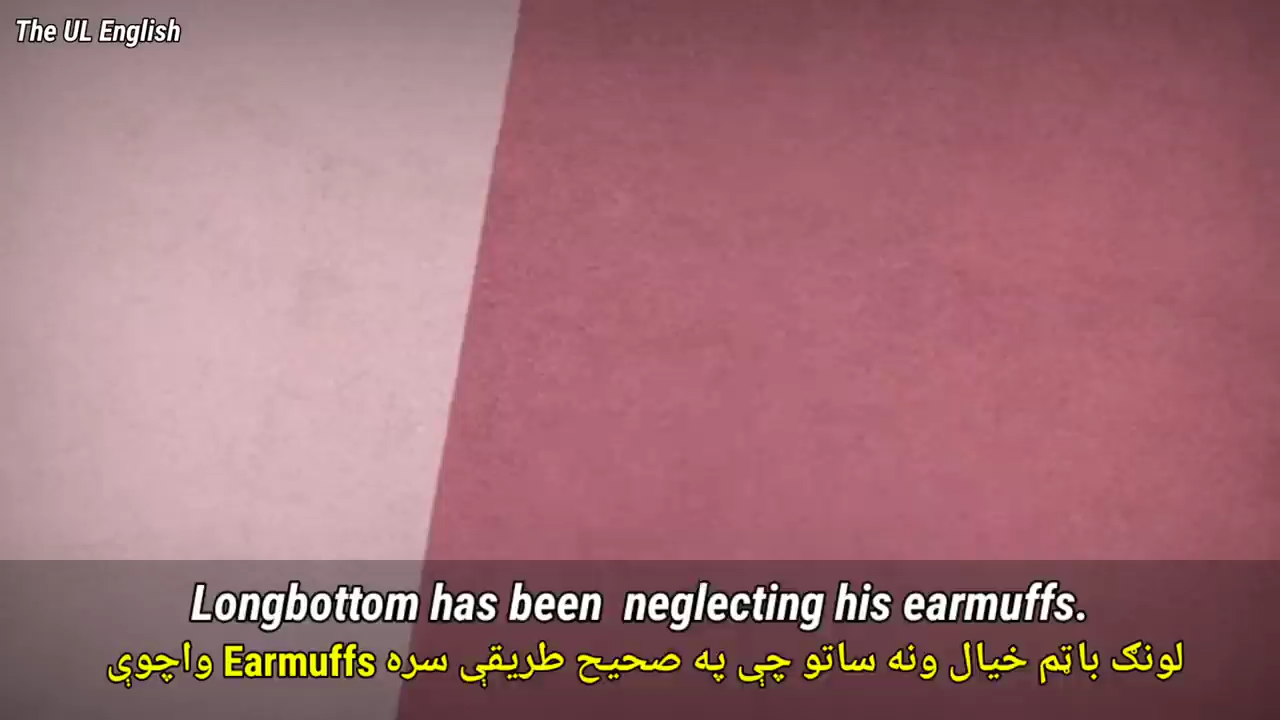 The UL English
Longbottom has been neglecting his earmuffs.
لونګ باټم خیال ونه ساتو چې په صحیح طریقې سره Earmuffs واچوې